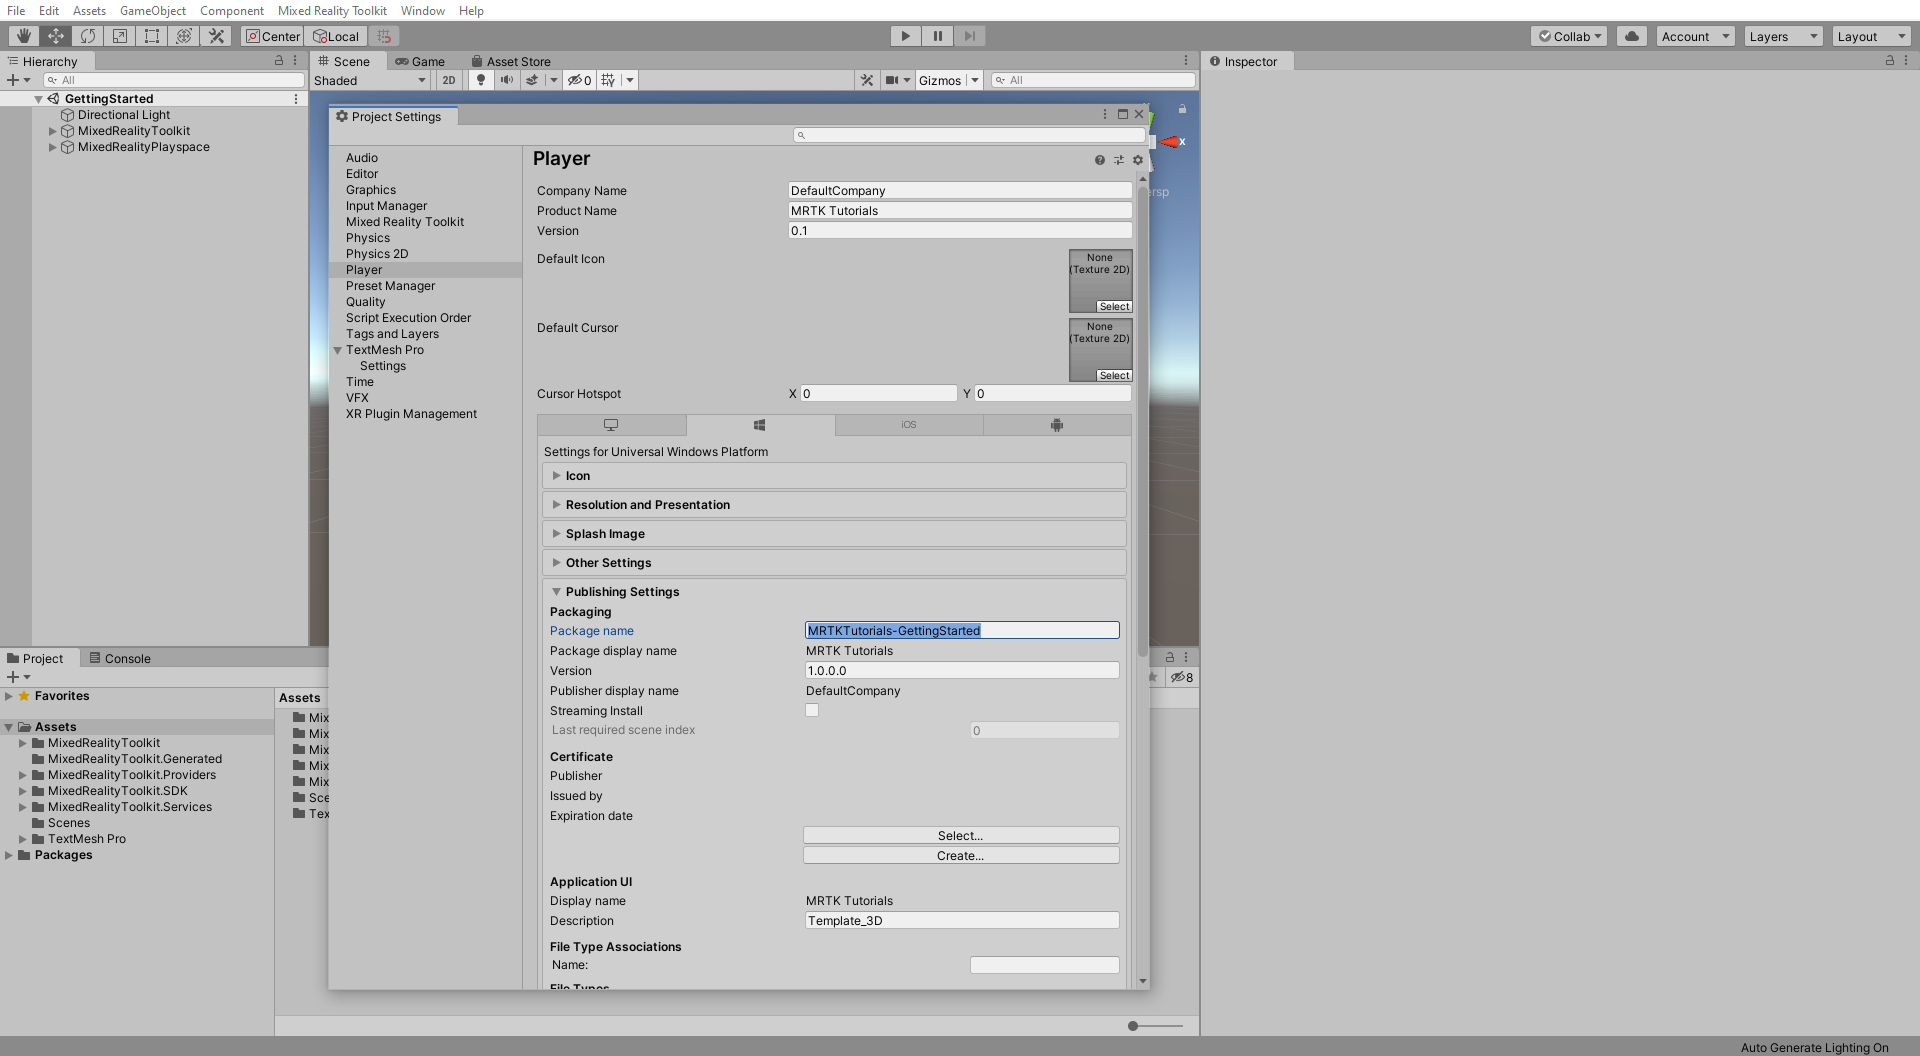 File Edit Assets GameObject Component Mixed Reality Toolkit Window Help
Center Local
Collab Account Layers Layout
Hierarchy
All
GettingStarted
Directional Light
MixedRealityToolkit
MixedRealityPlayspace
Scene Game Asset Store
Shaded 2D 0 Gizmos All
x
ersp
Inspector
Project Settings
Audio
Editor
Graphics
Input Manager
Mixed Reality Toolkit
Physics
Physics 2D
Player
Preset Manager
Quality
Script Execution Order
Tags and Layers
TextMesh Pro
Settings
Time
VFX
XR Plugin Management
Player
Company Name DefaultCompany
Product Name MRTK Tutorials
Version 0.1
Default Icon
None
(Texture 2D)
Select
Default Cursor
None
(Texture 2D)
Select
Cursor Hotspot X 0 Y 0
iOS
Settings for Universal Windows Platform
Icon
Resolution and Presentation
Splash Image
Other Settings
Publishing Settings
Packaging
Package name MRTKTutorials-GettingStarted
Package display name MRTK Tutorials
Version 1.0.0.0
Publisher display name DefaultCompany
Streaming Install
Last required scene index 0
Certificate
Publisher
Issued by
Expiration date
Select...
Create...
Application UI
Display name MRTK Tutorials
Description Template_3D
File Type Associations
Name:
File Types
Project Console
8
Favorites
Assets
MixedRealityToolkit
MixedRealityToolkit.Generated
MixedRealityToolkit.Providers
MixedRealityToolkit.SDK
MixedRealityToolkit.Services
Scenes
TextMesh Pro
Packages
Assets
Mix
Mix
Mix
Mix
Mix
Sce
Tex
Auto Generate Lighting On